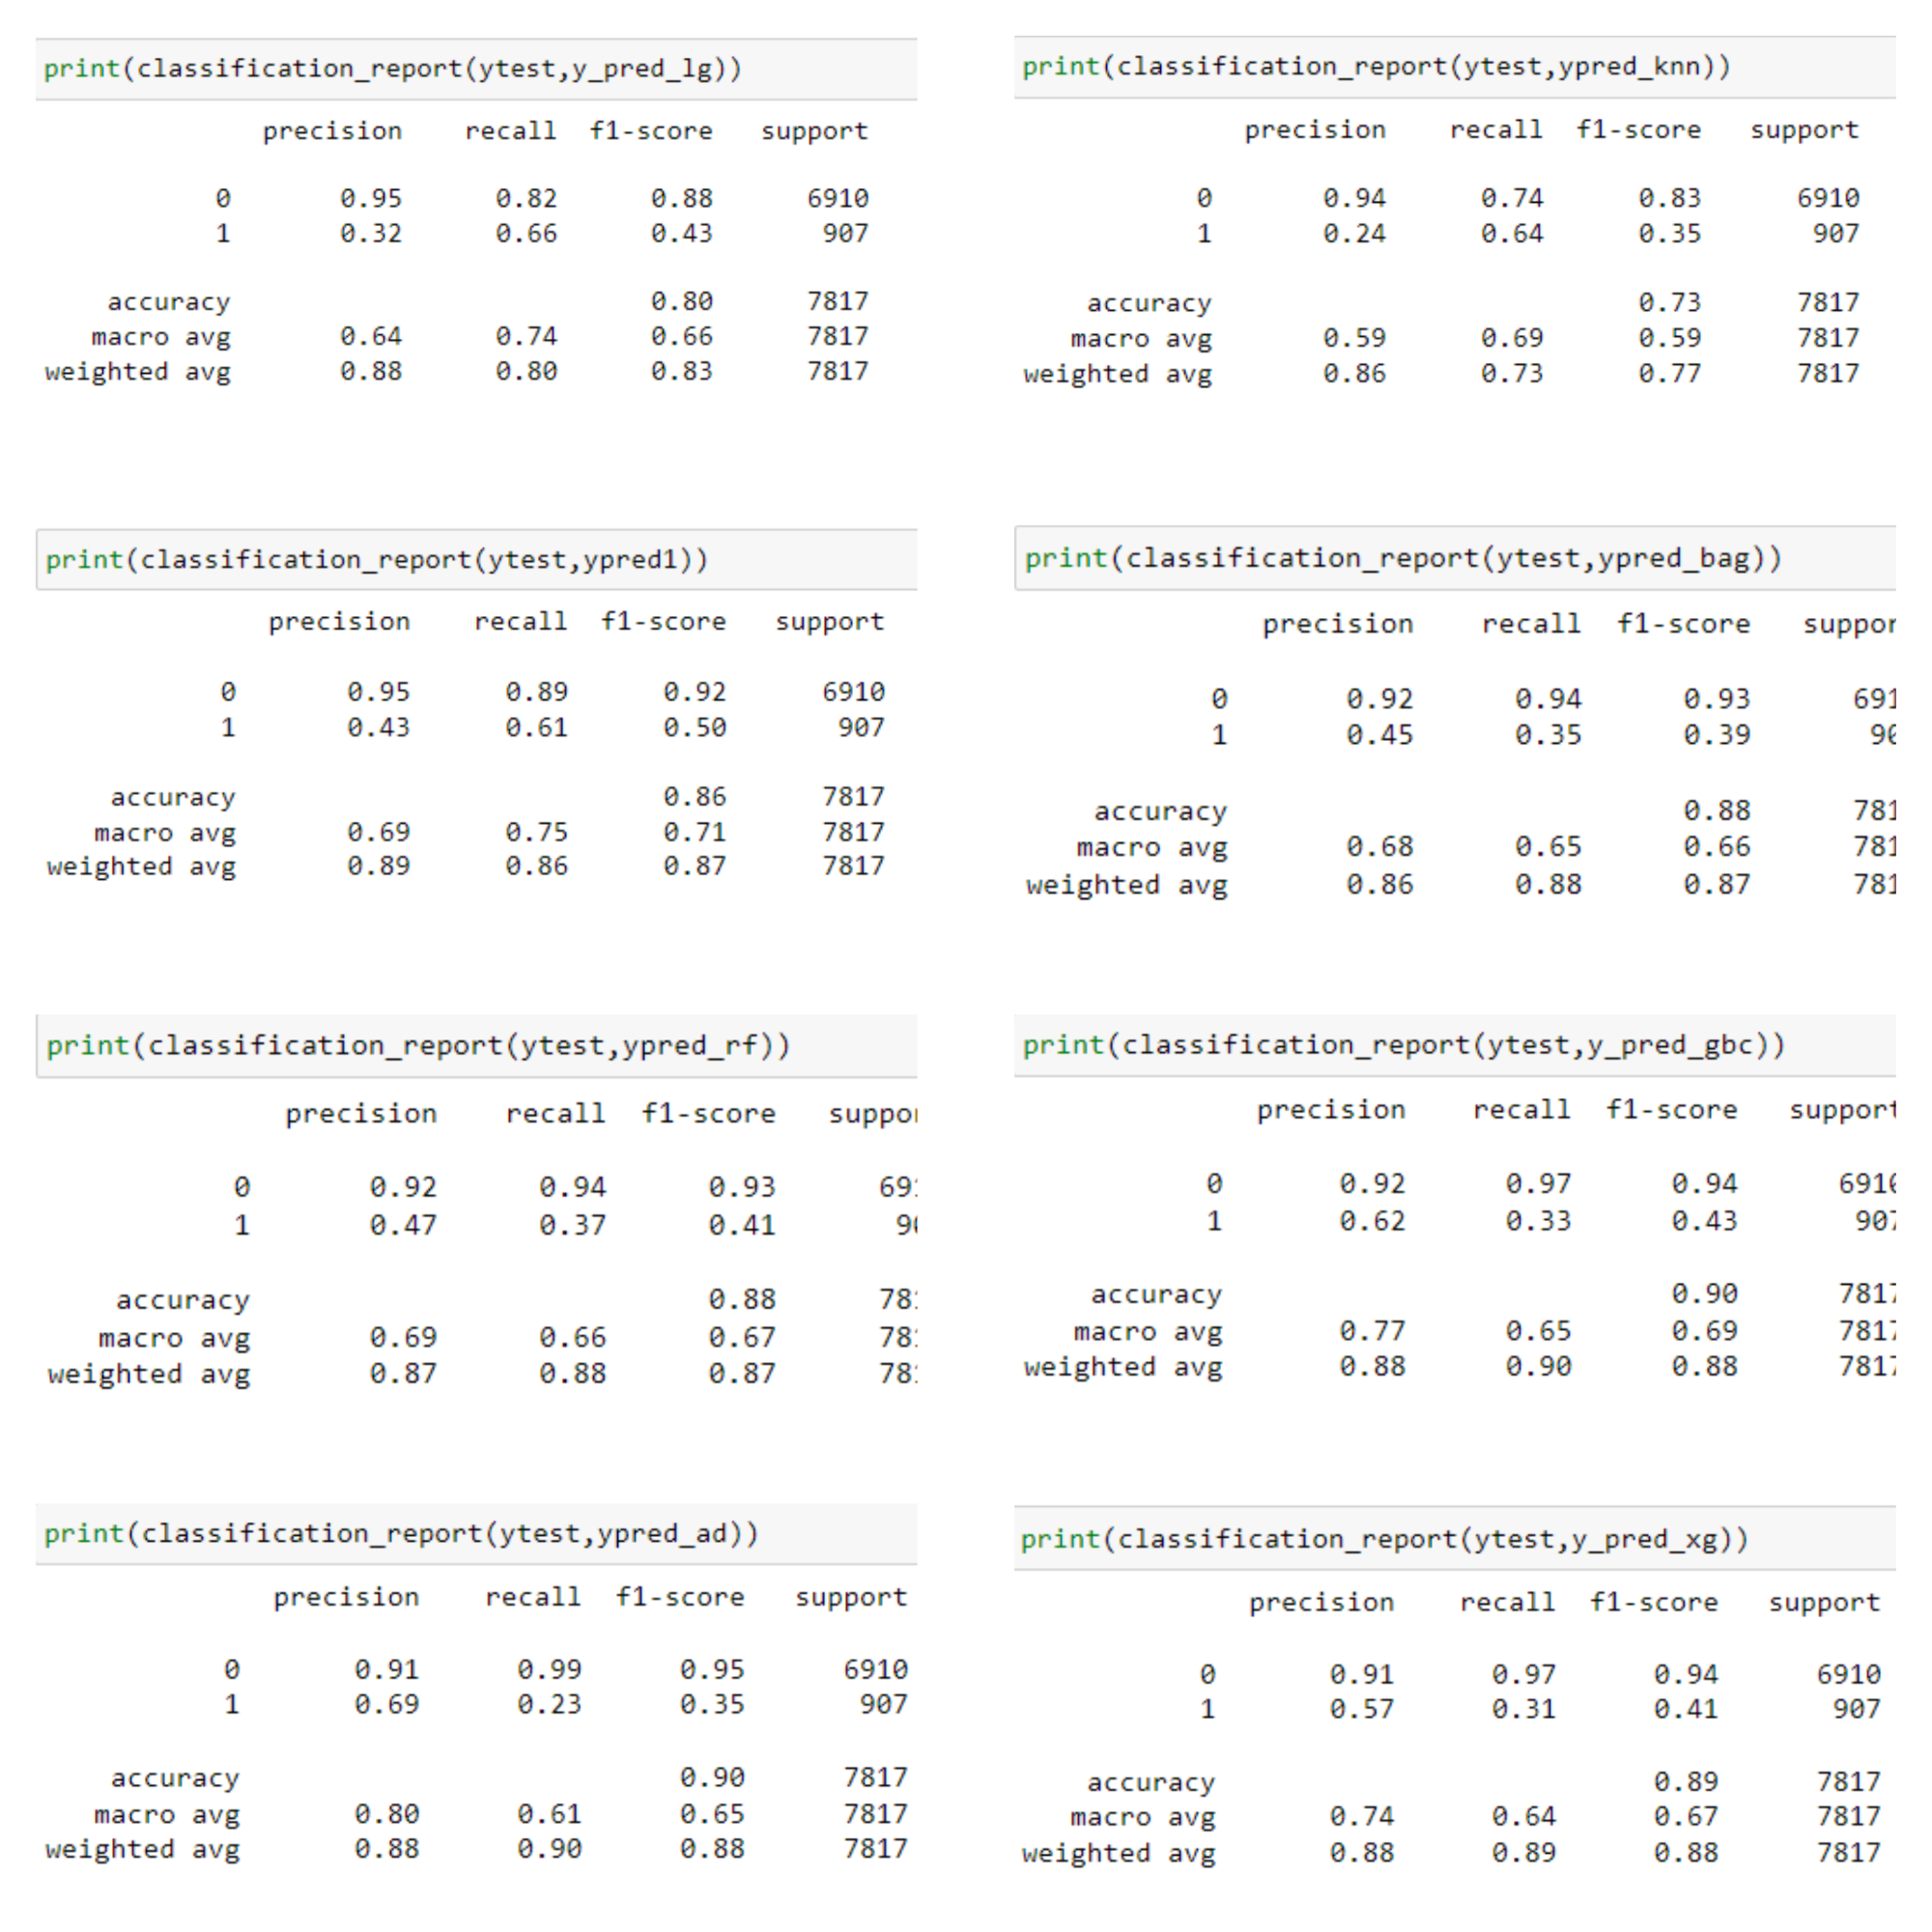 print(classification_report(ytest,y_pred_lg))
precision recall f1-score support
0 0.95 0.82 0.88 6910
1 0.32 0.66 0.43 907
accuracy 0.80 7817
macro avg 0.64 0.74 0.66 7817
weighted avg 0.88 0.80 0.83 7817
print(classification_report(ytest,ypred_knn))
precision recall f1-score support
0 0.94 0.74 0.83 6910
1 0.24 0.64 0.35 907
accuracy 0.73 7817
macro avg 0.59 0.69 0.59 7817
weighted avg 0.86 0.73 0.77 7817
print(classification_report(ytest,ypred1))
precision recall f1-score support
0 0.95 0.89 0.92 6910
1 0.43 0.61 0.50 907
accuracy 0.86 7817
macro avg 0.69 0.75 0.71 7817
weighted avg 0.89 0.86 0.87 7817
print(classification_report(ytest,ypred_bag))
precision recall f1-score suppor
0 0.92 0.94 0.93 691
1 0.45 0.35 0.39 90
accuracy 0.88 781
macro avg 0.68 0.65 0.66 781
weighted avg 0.86 0.88 0.87 781
print(classification_report(ytest,ypred_rf))
precision recall f1-score suppo
0 0.92 0.94 0.93 69
1 0.47 0.37 0.41 9
accuracy 0.88 78
macro avg 0.69 0.66 0.67 78
weighted avg 0.87 0.88 0.87 78
print(classification_report(ytest,y_pred_gbc))
precision recall f1-score support
0 0.92 0.97 0.94 6910
1 0.62 0.33 0.43 907
accuracy 0.90 7817
macro avg 0.77 0.65 0.69 7817
weighted avg 0.88 0.90 0.88 7817
print(classification_report(ytest,ypred_ad))
precision recall f1-score support
0 0.91 0.99 0.95 6910
1 0.69 0.23 0.35 907
accuracy 0.90 7817
macro avg 0.80 0.61 0.65 7817
weighted avg 0.88 0.90 0.88 7817
print(classification_report(ytest,y_pred_xg))
precision recall f1-score support
0 0.91 0.97 0.94 6910
1 0.57 0.31 0.41 907
accuracy 0.89 7817
macro avg 0.74 0.64 0.67 7817
weighted avg 0.88 0.89 0.88 7817